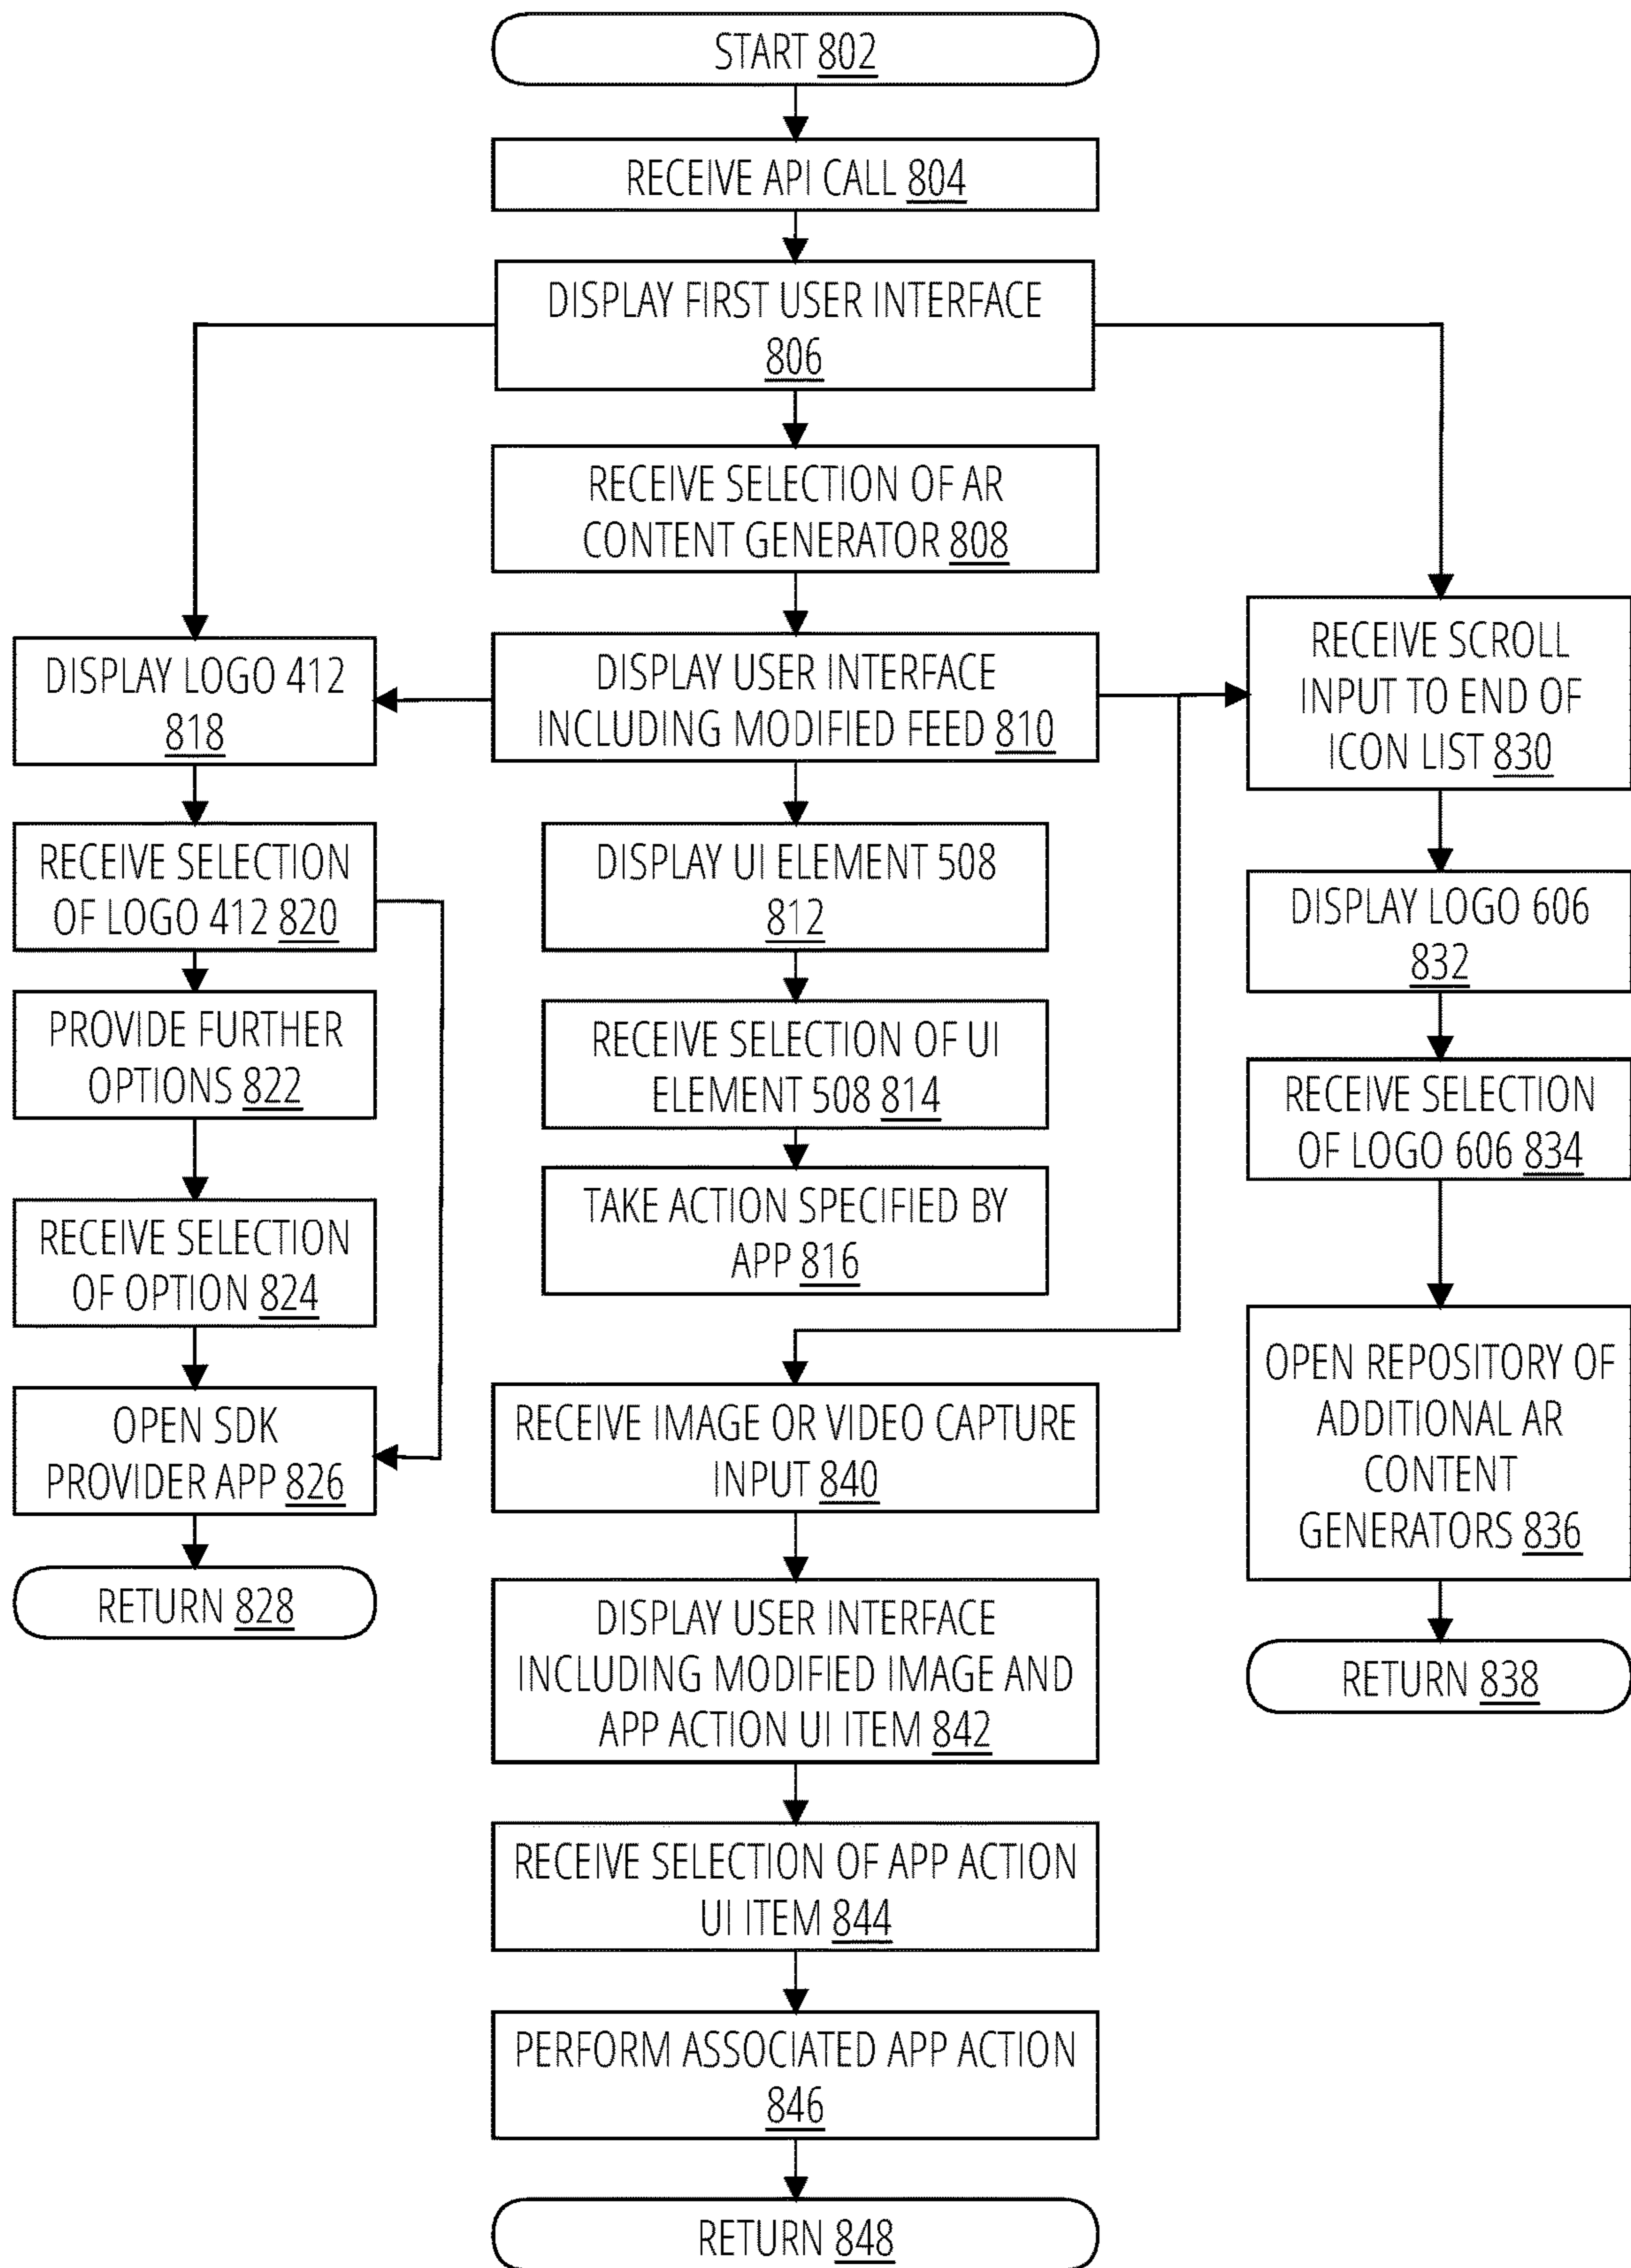 START 802
RECEIVE API CALL 804
DISPLAY FIRST USER INTERFACE
806
RECEIVE SELECTION OF AR
CONTENT GENERATOR 808
DISPLAY USER INTERFACE
INCLUDING MODIFIED FEED 810
DISPLAY UI ELEMENT 508
812
RECEIVE SELECTION OF UI
ELEMENT 508 814
TAKE ACTION SPECIFIED BY
APP 816
DISPLAY LOGO 412
818
RECEIVE SELECTION
OF LOGO 412 820
PROVIDE FURTHER
OPTIONS 822
RECEIVE SELECTION
OF OPTION 824
OPEN SDK
PROVIDER APP 826
RETURN 828
RECEIVE SCROLL
INPUT TO END OF
ICON LIST 830
DISPLAY LOGO 606
832
RECEIVE SELECTION
OF LOGO 606 834
OPEN REPOSITORY OF
ADDITIONAL AR
CONTENT
GENERATORS 836
RETURN 838
RECEIVE IMAGE OR VIDEO CAPTURE
INPUT 840
DISPLAY USER INTERFACE
INCLUDING MODIFIED IMAGE AND
APP ACTION UI ITEM 842
RECEIVE SELECTION OF APP ACTION
UI ITEM 844
PERFORM ASSOCIATED APP ACTION
846
RETURN 848